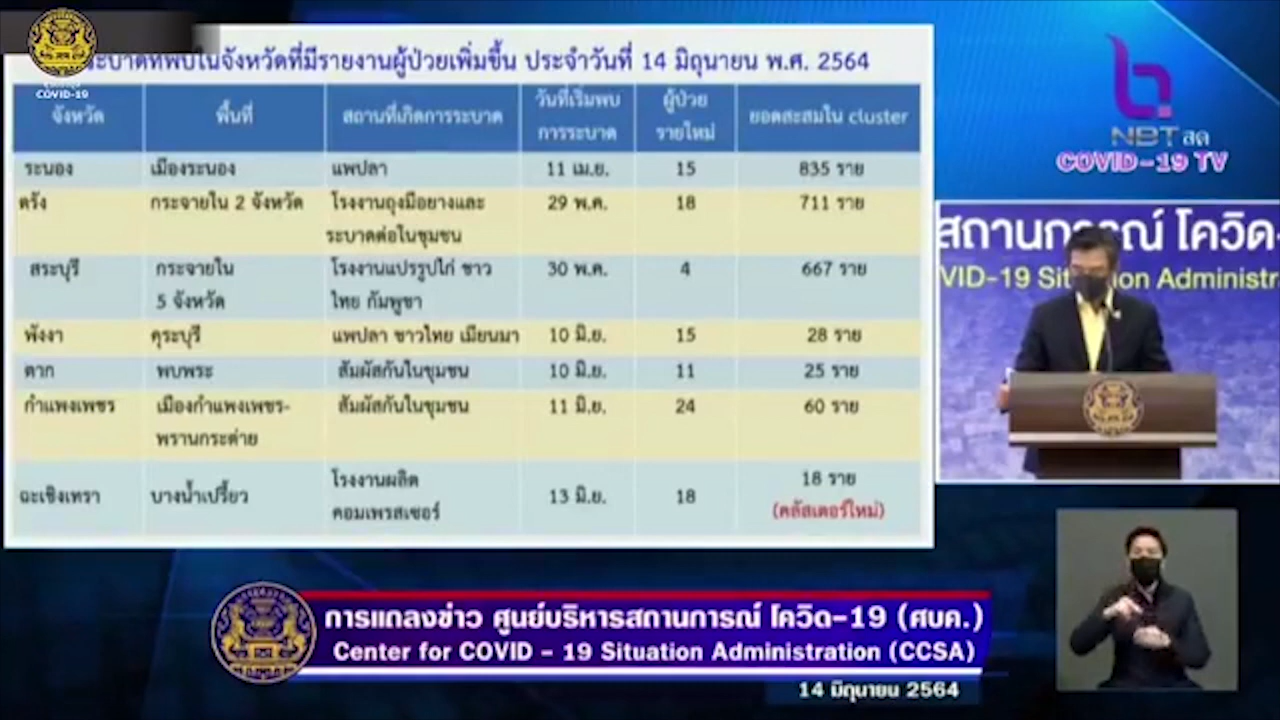 COVID-19
ระบาดที่พบในจังหวัดที่มีรายงานผู้ป่วยเพิ่มขึ้น ประจำวันที่ 14 มิถุนายน พ.ศ. 2564
จังหวัด พื้นที่ สถานที่เกิดการระบาด วันที่เริ่มพบการระบาด ผู้ป่วยรายใหม่ ยอดสะสมใน cluster
ระนอง เมืองระนอง แพปลา 11 เม.ย. 15 835 ราย
ตรัง กระจายใน 2 จังหวัด โรงงานถุงมือยางและ 29 พ.ค. 18 711 ราย
ระบาดต่อในชุมชน
สระบุรี กระจายใน โรงงานแปรรูปไก่ ชาว 30 พ.ค. 4 667 ราย
5 จังหวัด ไทย กัมพูชา
พังงา คุระบุรี แพปลา ชาวไทย เมียนมา 10 มิ.ย. 15 28 ราย
ตาก พบพระ สัมผัสกันในชุมชน 10 มิ.ย. 11 25 ราย
กำแพงเพชร เมืองกำแพงเพชร- สัมผัสกันในชุมชน 11 มิ.ย. 24 60 ราย
พรานกระต่าย
ฉะเชิงเทรา บางน้ำเปรี้ยว โรงงานผลิต 13 มิ.ย. 18 18 ราย
คอมเพรสเซอร์ (คลัสเตอร์ใหม่)
NBT สด
COVID-19 TV
สถานการณ์ โควิด-
VID-19 Situation Administr
การแถลงข่าว ศูนย์บริหารสถานการณ์ โควิด-19 (ศบค.)
Center for COVID - 19 Situation Administration (CCSA)
14 มิถุนายน 2564